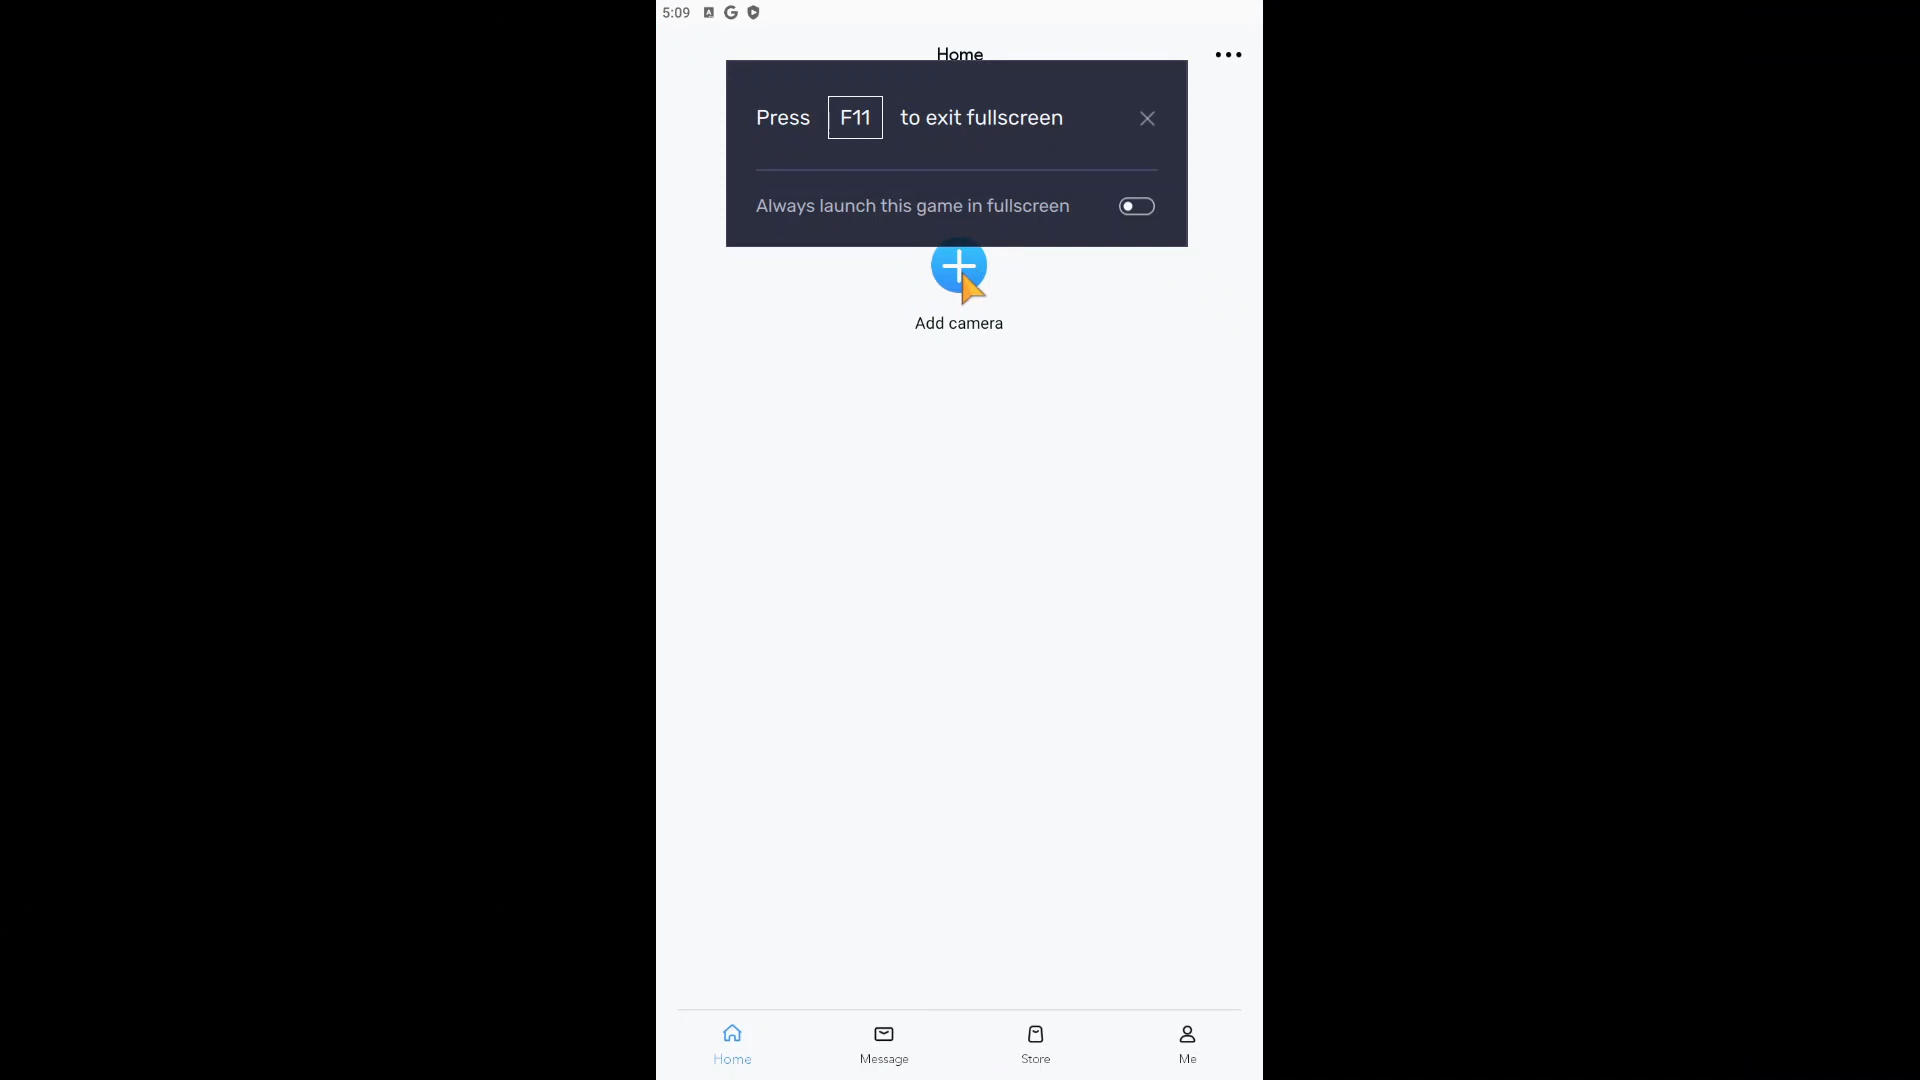 5:09
Home
Press F11 to exit fullscreen
Always launch this game in fullscreen
Add camera
Home Message Store Me